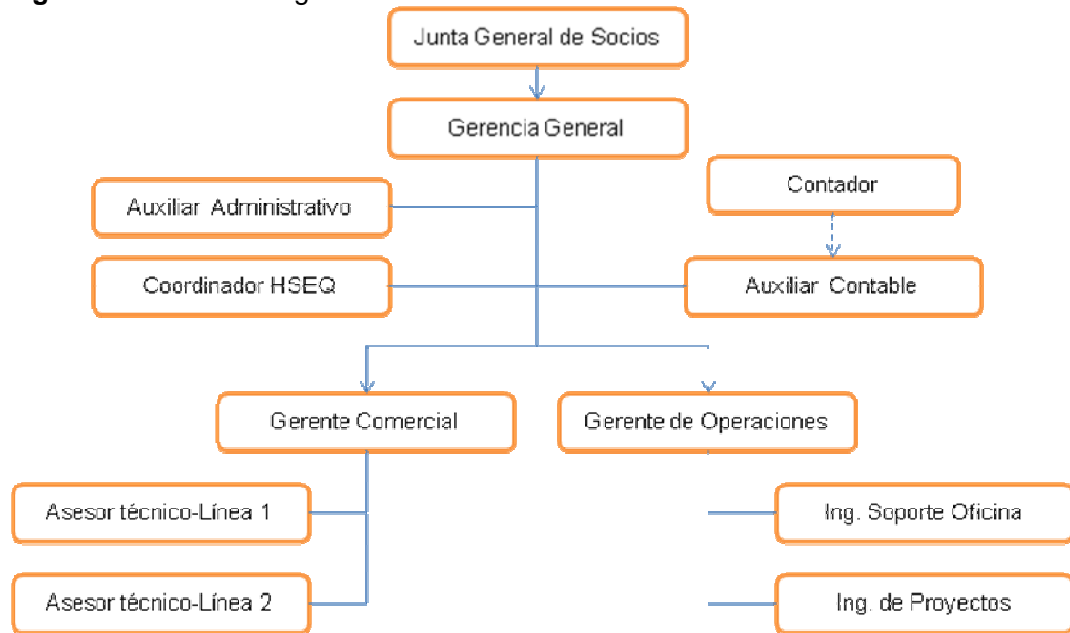 Junta General de Socios
Gerencia General
Contador
Auxiliar Administrativo
Coordinador HSEQ
Auxiliar Contable
Gerente Comercial
Gerente de Operaciones
Asesor técnico-Línea 1
Ing. Soporte Oficina
Asesor técnico-Línea 2
Ing. de Proyectos